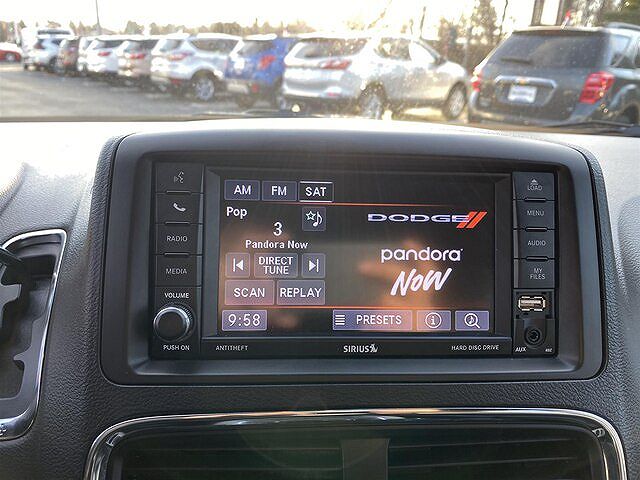 AM FM SAT
LOAD
Pop
3
DODGE
MENU
Pandora Now
RADIO
DIRECT
TUNE
pandora
NOW
AUDIO
MEDIA
SCAN REPLAY
MY
FILES
VOLUME
9:58
PRESETS
PUSH ON
ANTITHEFT
SIRIUS
HARD DISC DRIVE
AUX